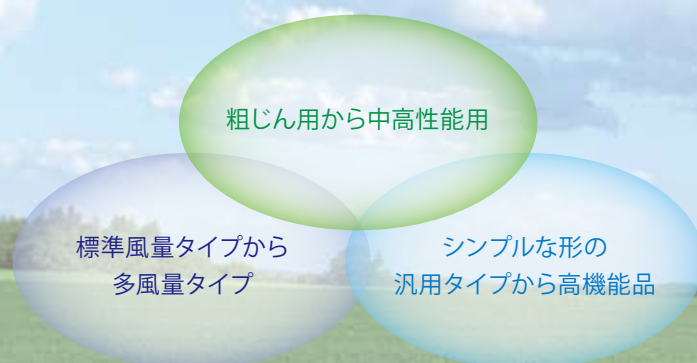 粗じん用から中高性能用
標準風量タイプから
多風量タイプ
シンプルな形の
汎用タイプから高機能品